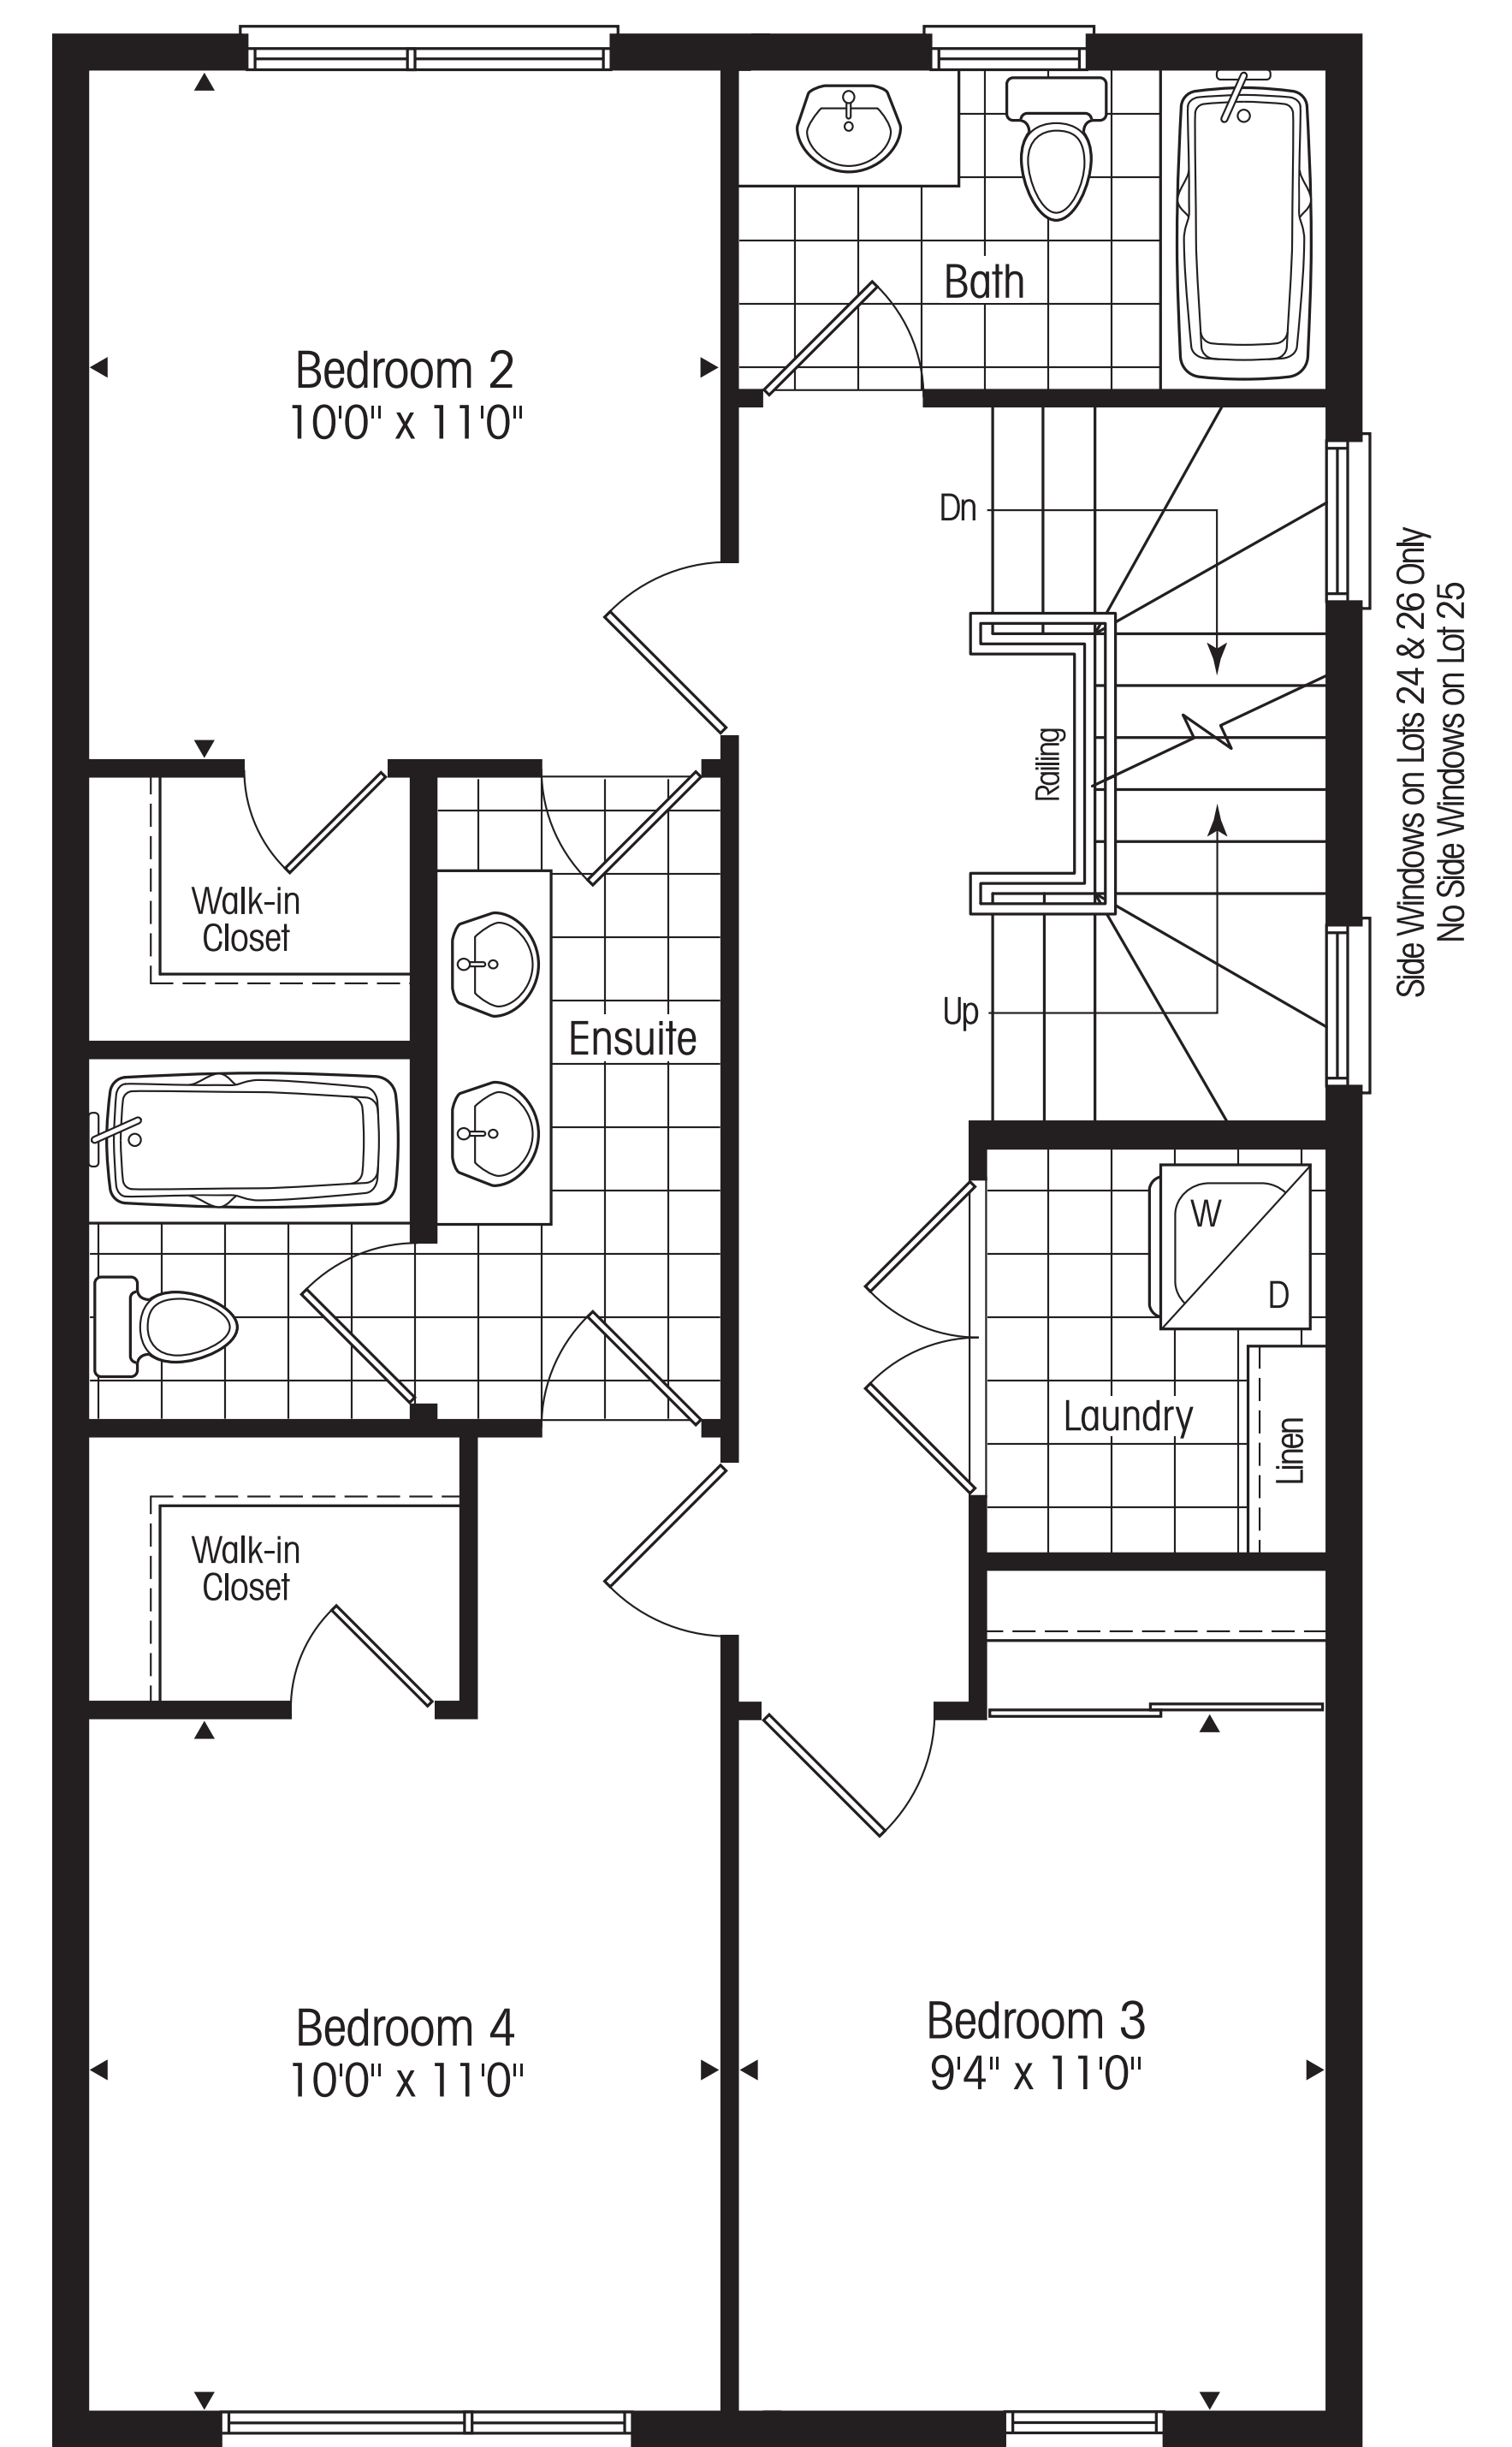 Bath
Bedroom 2
10'0" x 11'0"
Dn
Side Windows on Lots 24 & 26 Only
No Side Windows on Lot 25
Railing
Walk-in
Closet
Up
Ensuite
W
D
Laundry
Linen
Walk-in
Closet
Bedroom 4
10'0" x 11'0"
Bedroom 3
9'4" x 11'0"